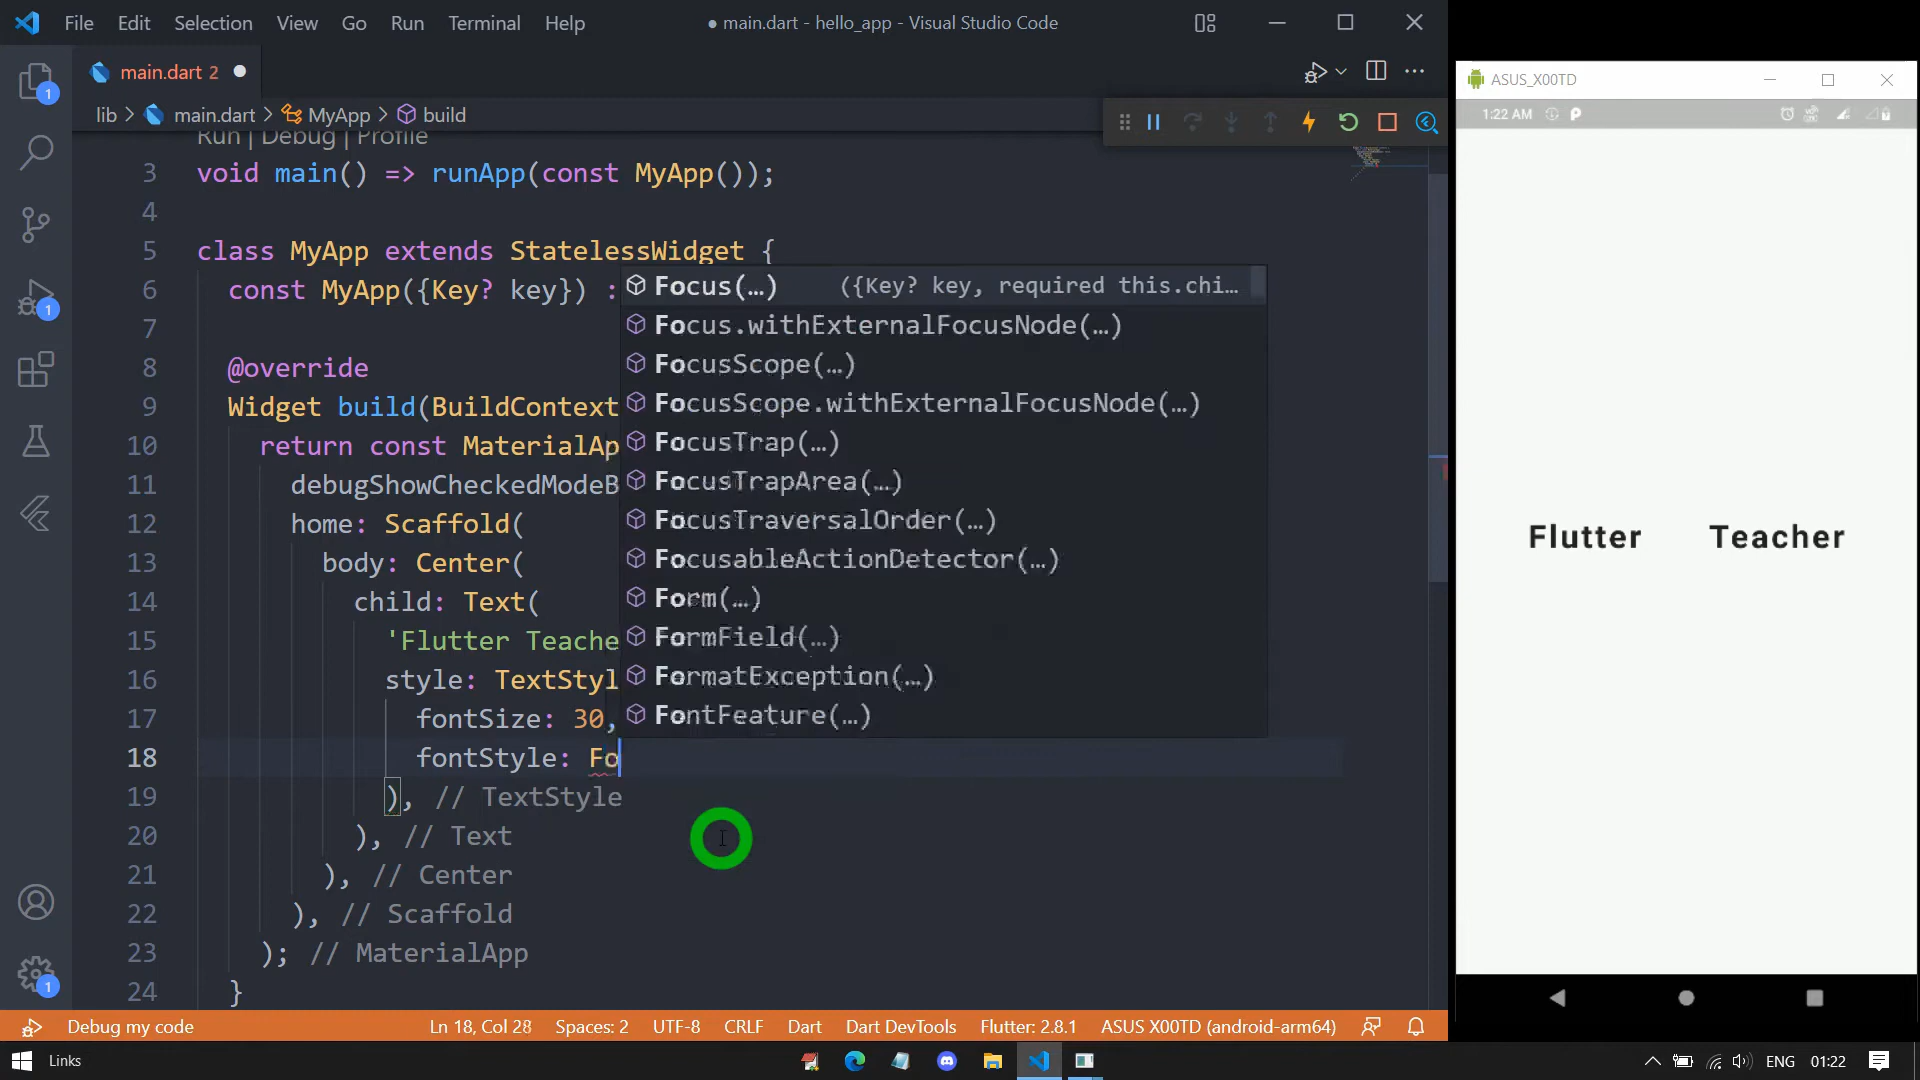 File Edit Selection View Go Run Terminal Help
● main.dart - hello_app - Visual Studio Code
main.dart 2
lib > main.dart > MyApp > build
Run | Debug | Profile
3 void main() => runApp(const MyApp());
4
5 class MyApp extends StatelessWidget {
6 const MyApp({Key? key}) :
7
8 @override
9 Widget build(BuildContext
10 return const MaterialAp
11 debugShowCheckedModeB
12 home: Scaffold(
13 body: Center(
14 child: Text(
15 'Flutter Teache
16 style: TextStyl
17 fontSize: 30,
18 fontStyle: Fo
19 ), // TextStyle
20 ), // Text
21 ), // Center
22 ), // Scaffold
23 ); // MaterialApp
24 }
Focus(…) ({Key? key, required this.chi…
Focus.withExternalFocusNode(…)
FocusScope(…)
FocusScope.withExternalFocusNode(…)
FocusTrap(…)
FocusTrapArea(…)
FocusTraversalOrder(…)
FocusableActionDetector(…)
Form(…)
FormField(…)
FormatException(…)
FontFeature(…)
1
1
1
Debug my code Ln 18, Col 28 Spaces: 2 UTF-8 CRLF Dart Dart DevTools Flutter: 2.8.1 ASUS X00TD (android-arm64)
ASUS_X00TD
1:22 AM
Flutter Teacher
Links ENG 01:22